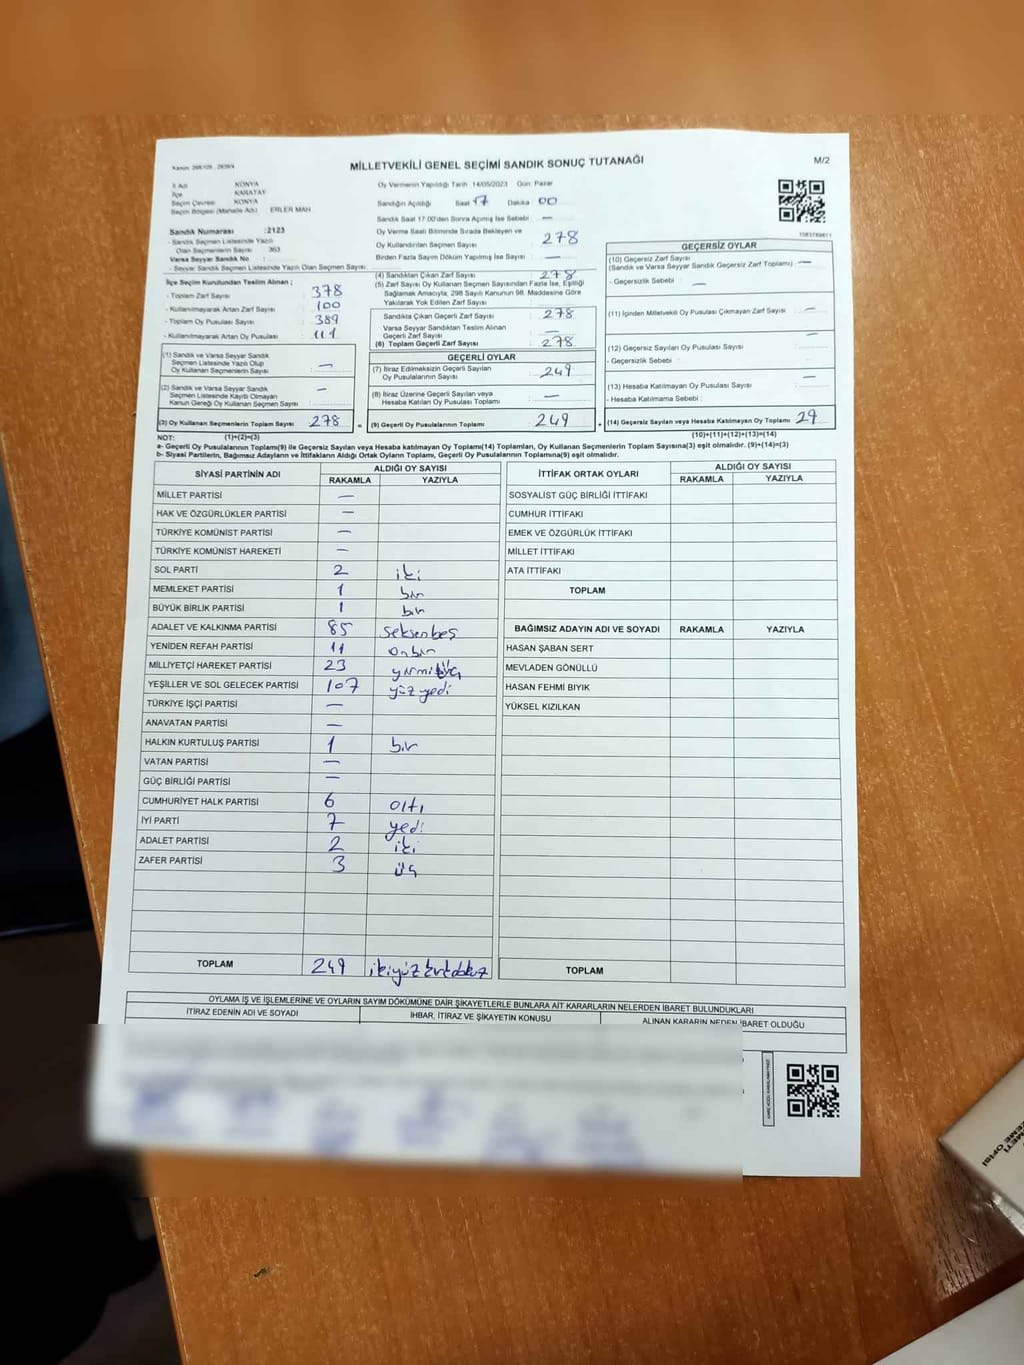 MİLLETVEKİLİ GENEL SEÇİMİ SANDIK SONUÇ TUTANAĞI
M/2
İl Adı KONYA
İlçe KARATAY
Seçim Çevresi KONYA
Seçim Bölgesi (Mahalle Adı) ERLER MAH.
Sandık Numarası :2123
- Sandık Seçmen Listesinde Yazılı
Olan Seçmenlerin Sayısı 363
Varsa Seyyar Sandık No :
- Seyyar Sandık Seçmen Listesinde Yazılı Olan Seçmen Sayısı
Oy Vermenin Yapıldığı Tarih 14/05/2023 Gün Pazar
Sandığın Açıldığı Saat 17 Dakika 00
Sandık Saat 17.00'den Sonra Açımış İse Sebebi : —
Oy Verme Saati Bitiminde Sırada Bekleyen ve
Oy Kullandırılan Seçmen Sayısı 278
Birden Fazla Sayım Döküm Yapılmış İse Sayısı : —
İlçe Seçim Kurulundan Teslim Alınan ;
- Toplam Zarf Sayısı : 378
- Kullanılmayarak Artan Zarf Sayısı : 100
- Toplam Oy Pusulası Sayısı : 389
- Kullanılmayarak Artan Oy Pusulası : 111
(1) Sandık ve Varsa Seyyar Sandık
Seçmen Listesinde Yazılı Olup
Oy Kullanan Seçmenlerin Sayısı : —
(2) Sandık ve Varsa Seyyar Sandık
Seçmen Listesinde Kayıtlı Olmayan
Kanun Gereği Oy Kullanan Seçmen Sayısı : —
(3) Oy Kullanan Seçmenlerin Toplam Sayısı : 278
(4) Sandıktan Çıkan Zarf Sayısı : 278
(5) Zarf Sayısı Oy Kullanan Seçmen Sayısından Fazla İse, Eşitliği
Sağlamak Amacıyla, 298 Sayılı Kanunun 98. Maddesine Göre
Yakılarak Yok Edilen Zarf Sayısı
Sandıkta Çıkan Geçerli Zarf Sayısı : 278
Varsa Seyyar Sandıktan Teslim Alınan
Geçerli Zarf Sayısı : —
(6) Toplam Geçerli Zarf Sayısı : 278
GEÇERLİ OYLAR
(7) İtiraz Edilmeksizin Geçerli Sayılan
Oy Pusulalarının Sayısı : 249
(8) İtiraz Üzerine Geçerli Sayılan veya
Hesaba Katılan Oy Pusulası Toplamı : —
= (9) Geçerli Oy Pusulalarının Toplamı : 249
GEÇERSİZ OYLAR
(10) Geçersiz Zarf Sayısı
(Sandık ve Varsa Seyyar Sandık Geçersiz Zarf Toplamı) : —
- Geçersizlik Sebebi : —
(11) İçinden Milletvekili Oy Pusulası Çıkmayan Zarf Sayısı : —
(12) Geçersiz Sayılan Oy Pusulası Sayısı : —
- Geçersizlik Sebebi :
(13) Hesaba Katılmayan Oy Pusulası Sayısı : —
- Hesaba Katılmama Sebebi :
+ (14) Geçersiz Sayılan veya Hesaba Katılmayan Oy Toplamı 29
NOT: (1)+(2)=(3) (10)+(11)+(12)+(13)=(14)
a- Geçerli Oy Pusulalarının Toplamı(9) ile Geçersiz Sayılan veya Hesaba katılmayan Oy Toplamı(14) Toplamları, Oy Kullanan Seçmenlerin Toplam Sayısına(3) eşit olmalıdır. (9)+(14)=(3)
b- Siyasi Partilerin, Bağımsız Adayların ve İttifakların Aldığı Ortak Oyların Toplamı, Geçerli Oy Pusulalarının Toplamına(9) eşit olmalıdır.
SİYASİ PARTİNİN ADI ALDIĞI OY SAYISI
RAKAMLA YAZIYLA
MİLLET PARTİSİ —
HAK VE ÖZGÜRLÜKLER PARTİSİ —
TÜRKİYE KOMÜNİST PARTİSİ —
TÜRKİYE KOMÜNİST HAREKETİ —
SOL PARTİ 2 iki
MEMLEKET PARTİSİ 1 bir
BÜYÜK BİRLİK PARTİSİ 1 bir
ADALET VE KALKINMA PARTİSİ 85 seksenbeş
YENİDEN REFAH PARTİSİ 11 onbir
MİLLİYETÇİ HAREKET PARTİSİ 23 yirmiüç
YEŞİLLER VE SOL GELECEK PARTİSİ 107 yüz yedi
TÜRKİYE İŞÇİ PARTİSİ —
ANAVATAN PARTİSİ —
HALKIN KURTULUŞ PARTİSİ 1 bir
VATAN PARTİSİ —
GÜÇ BİRLİĞİ PARTİSİ —
CUMHURİYET HALK PARTİSİ 6 altı
İYİ PARTİ 7 yedi
ADALET PARTİSİ 2 iki
ZAFER PARTİSİ 3 üç
TOPLAM 249 ikiyüz kırkdokuz
İTTİFAK ORTAK OYLARI ALDIĞI OY SAYISI
RAKAMLA YAZIYLA
SOSYALİST GÜÇ BİRLİĞİ İTTİFAKI
CUMHUR İTTİFAKI
EMEK VE ÖZGÜRLÜK İTTİFAKI
MİLLET İTTİFAKI
ATA İTTİFAKI
TOPLAM
BAĞIMSIZ ADAYIN ADI VE SOYADI RAKAMLA YAZIYLA
HASAN ŞABAN SERT
MEVLADEN GÖNÜLLÜ
HASAN FEHMİ BIYIK
YÜKSEL KIZILKAN
TOPLAM
OYLAMA İŞ VE İŞLEMLERİNE VE OYLARIN SAYIM DÖKÜMÜNE DAİR ŞİKAYETLERLE BUNLARA AİT KARARLARIN NELERDEN İBARET BULUNDUKLARI
İTİRAZ EDENİN ADI VE SOYADI İHBAR, İTİRAZ VE ŞİKAYETİN KONUSU ALINAN KARARIN NEDEN İBARET OLDUĞU